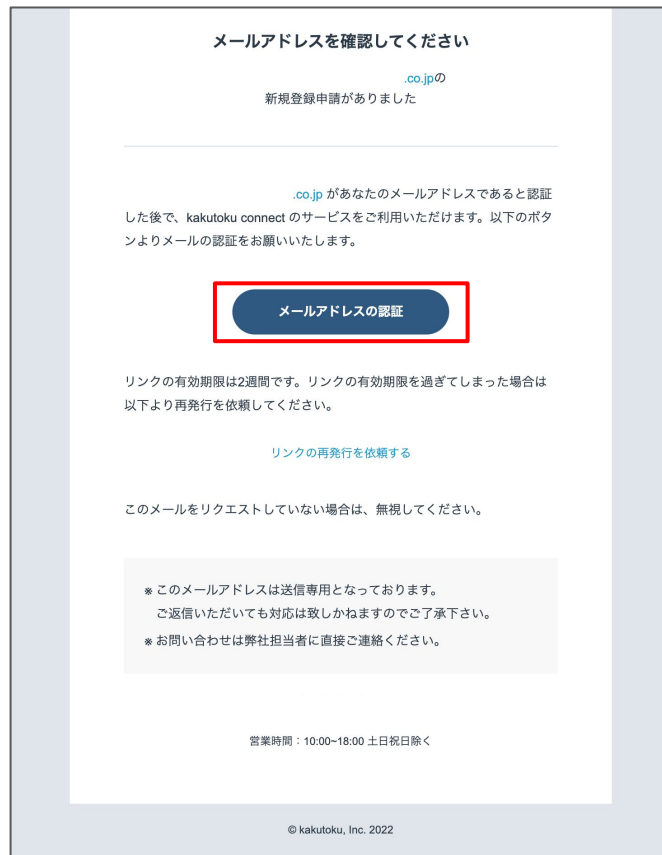 メールアドレスを確認してください
.co.jpの
新規登録申請がありました
.co.jp があなたのメールアドレスであると認証
した後で、kakutoku connect のサービスをご利用いただけます。以下のボタ
ンよりメールの認証をお願いいたします。
メールアドレスの認証
リンクの有効期限は2週間です。リンクの有効期限を過ぎてしまった場合は
以下より再発行を依頼してください。
リンクの再発行を依頼する
このメールをリクエストしていない場合は、無視してください。
※ このメールアドレスは送信専用となっております。
ご返信いただいても対応は致しかねますのでご了承下さい。
※ お問い合わせは弊社担当者に直接ご連絡ください。
営業時間：10:00~18:00 土日祝日除く
© kakutoku, Inc. 2022